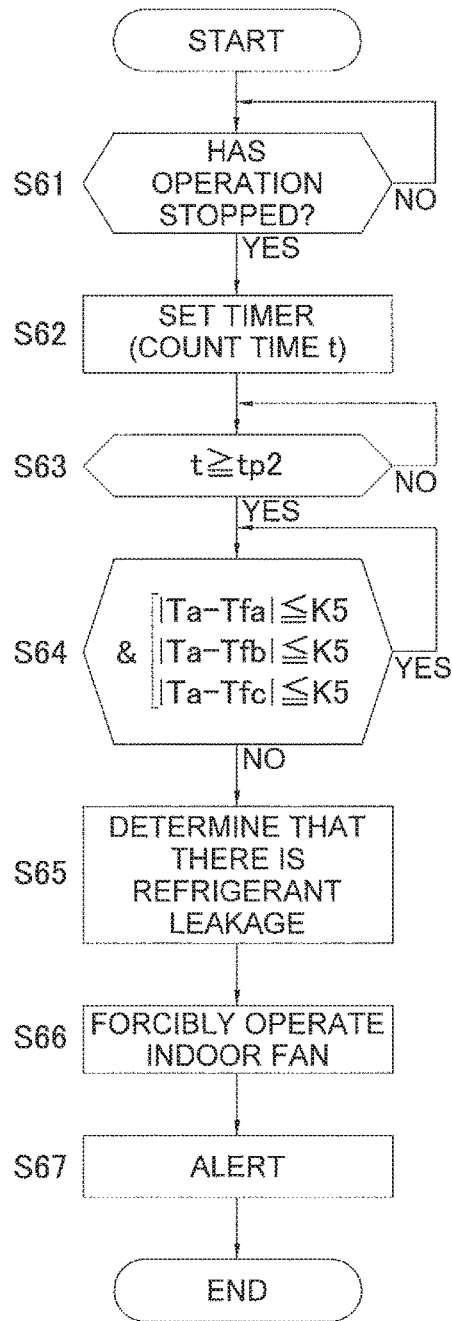 START
S61
HAS
OPERATION
STOPPED?
NO
YES
S62
SET TIMER
(COUNT TIME t)
S63
t≧tp2
NO
YES
S64
&
|Ta-Tfa|≦K5
|Ta-Tfb|≦K5
|Ta-Tfc|≦K5
YES
NO
S65
DETERMINE THAT
THERE IS
REFRIGERANT
LEAKAGE
S66
FORCIBLY OPERATE
INDOOR FAN
S67
ALERT
END